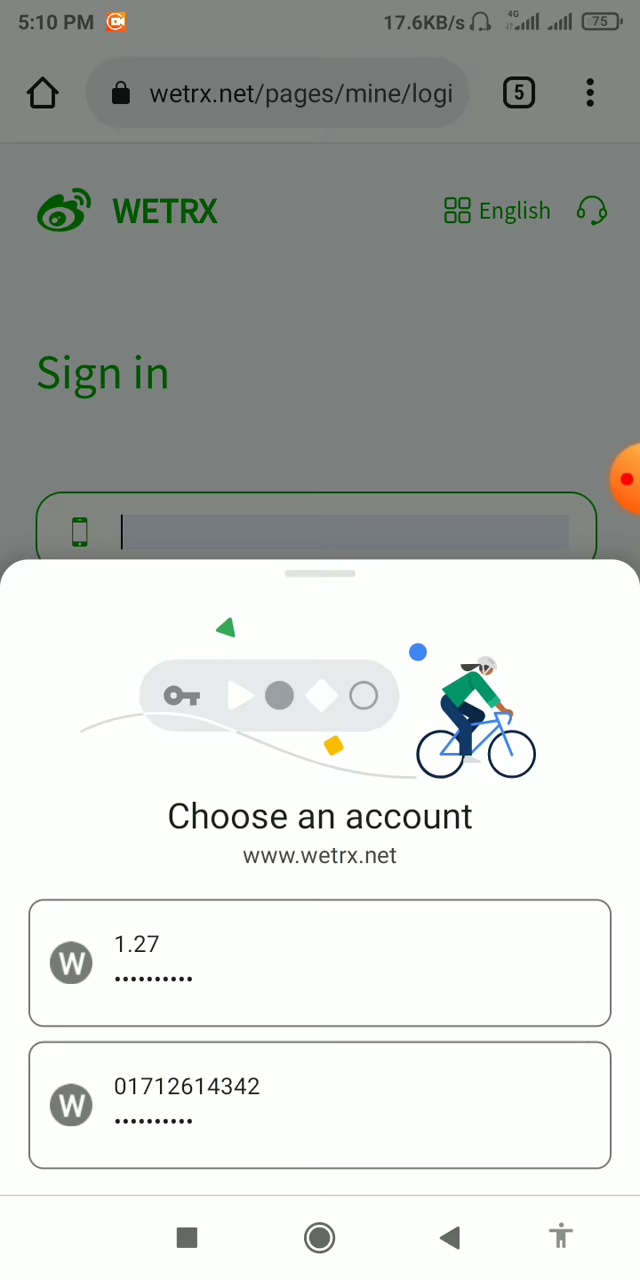 5:10 PM 17.6KB/s 4G 75
wetrx.net/pages/mine/logi 5
WETRX English
Sign in
Choose an account
www.wetrx.net
W 1.27
••••••••••
W 01712614342
••••••••••